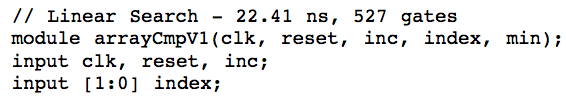 // Linear Search - 22.41 ns, 527 gates
module arrayCmpV1(clk, reset, inc, index, min);
input clk, reset, inc;
input [1:0] index;